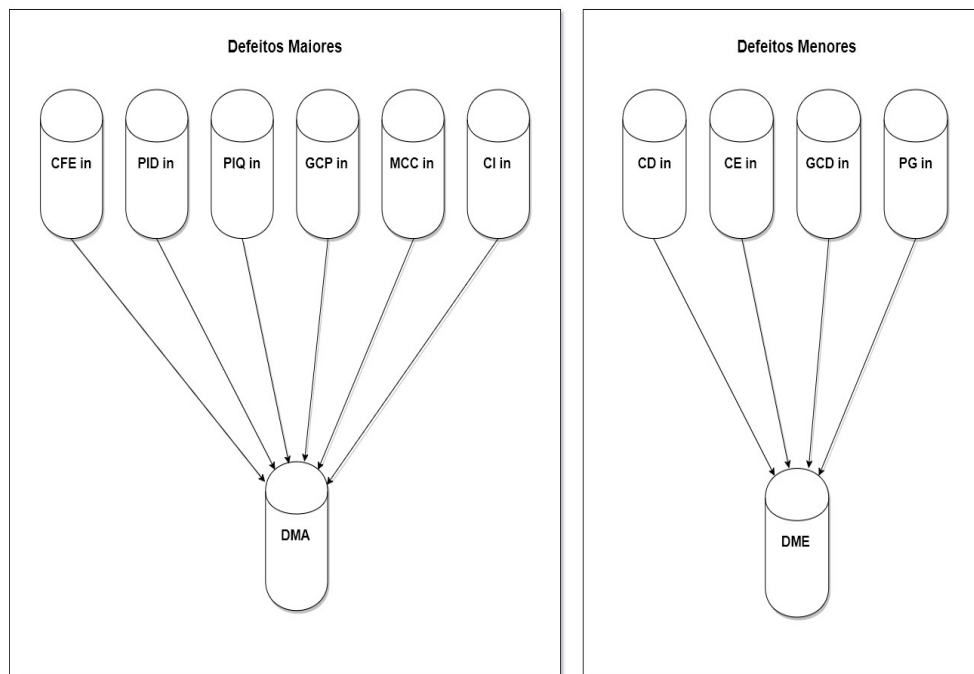 Defeitos Maiores
CFE in
PID in
PIQ in
GCP in
MCC in
CI in
DMA
Defeitos Menores
CD in
CE in
GCD in
PG in
DME